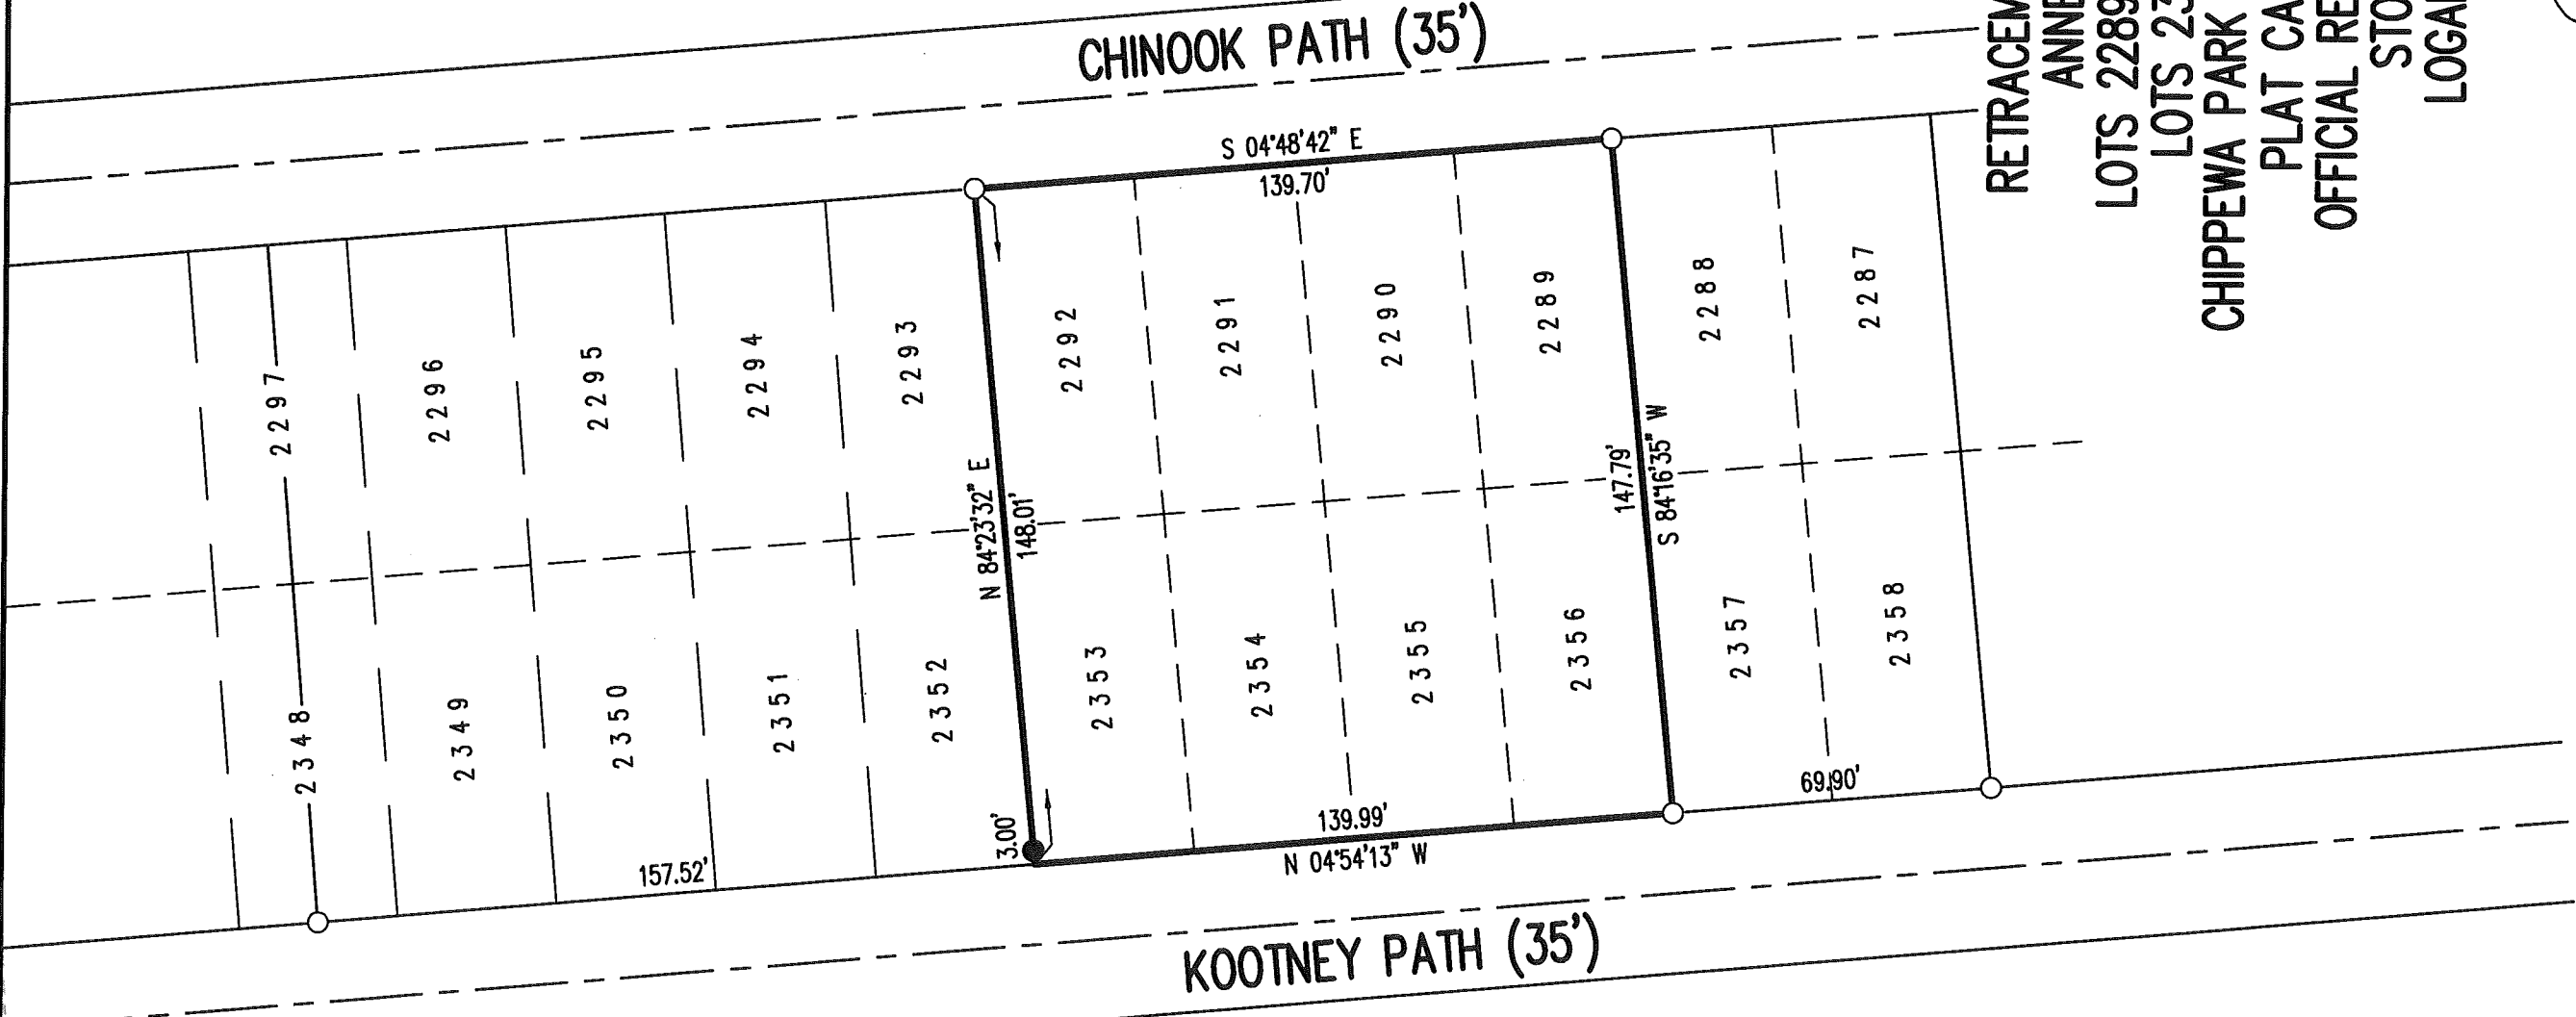 CHINOOK PATH (35')
S 04°48'42" E
139.70'
2297
2296
2295
2294
2293
2292
2291
2290
2289
2288
2287
N 84°23'32" E
148.01'
147.79'
S 84°16'35" W
2348
2349
2350
2351
2352
2353
2354
2355
2356
2357
2358
157.52'
3.00'
139.99'
N 04°54'13" W
69.90'
KOOTNEY PATH (35')
RETRACEM
ANNE
LOTS 2289
LOTS 23
CHIPPEWA PARK
PLAT CA
OFFICIAL RE
STO
LOGA